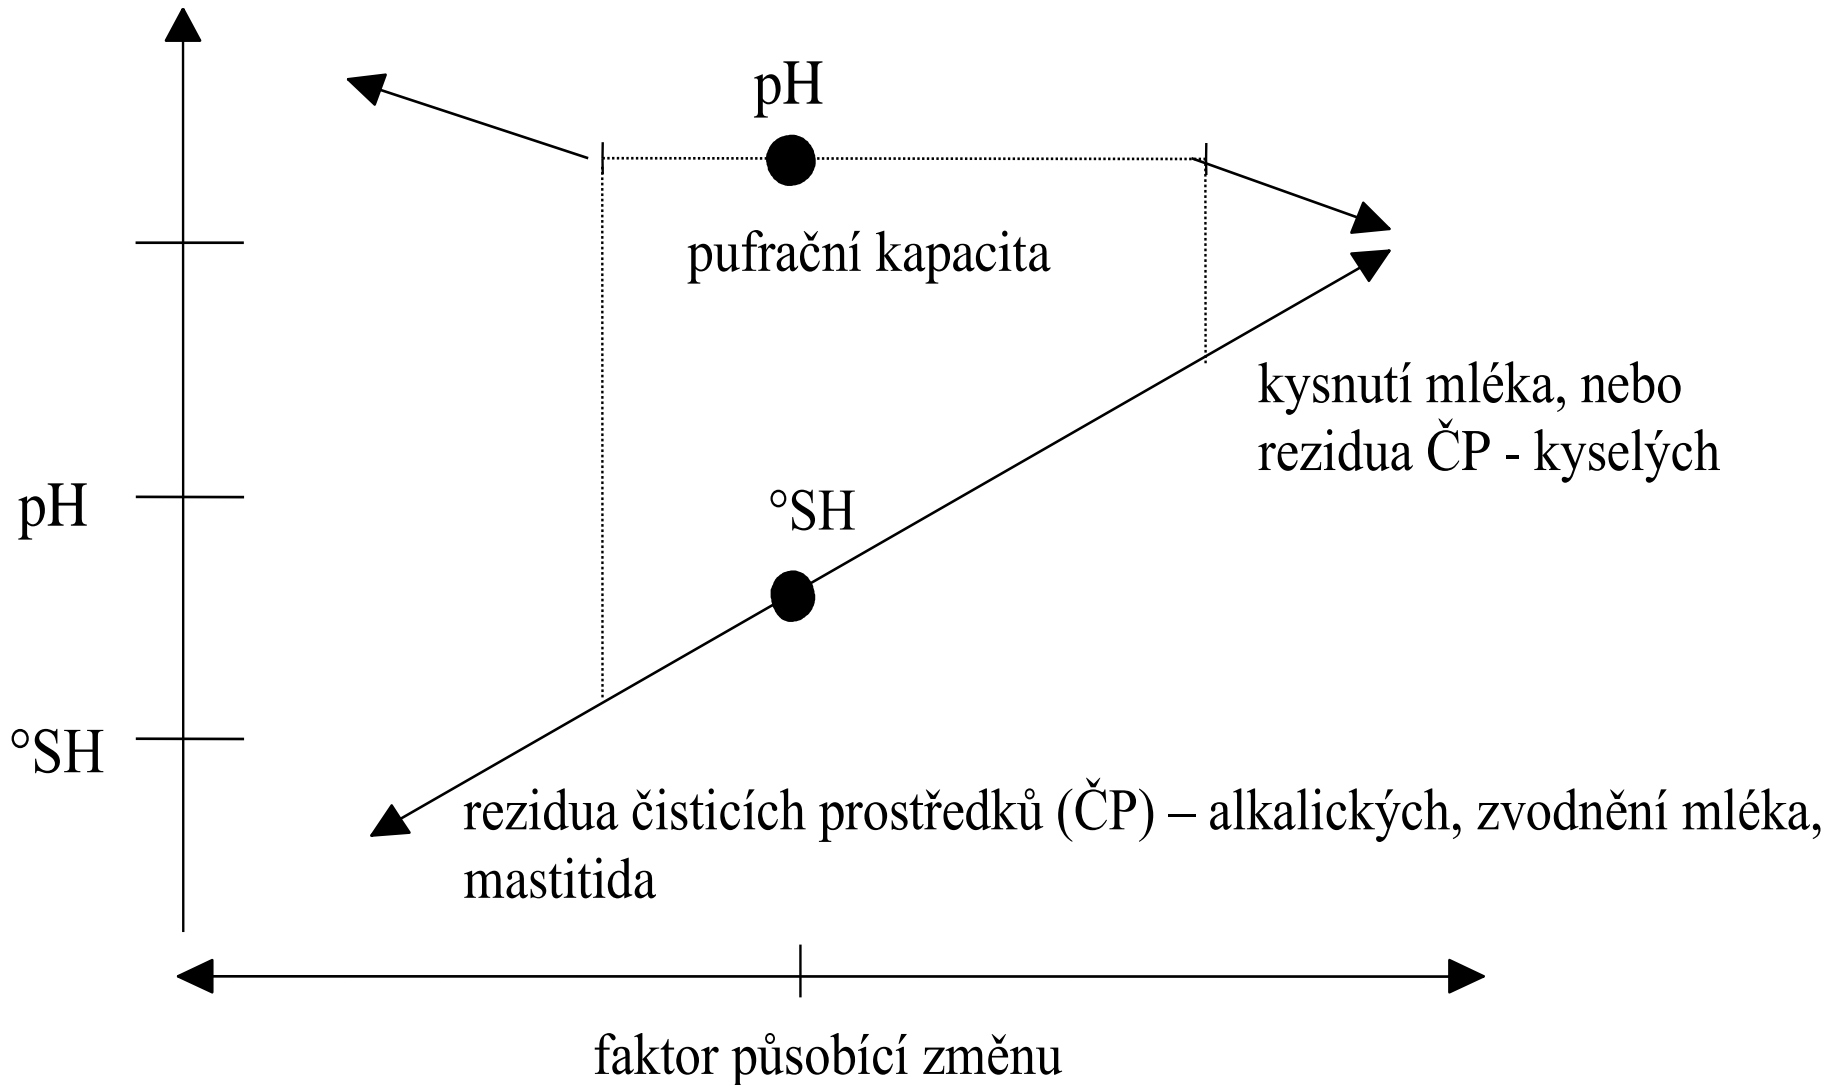 pH
pufrační kapacita
kysnutí mléka, nebo
rezidua ČP - kyselých
pH
°SH
°SH
rezidua čisticích prostředků (ČP) – alkalických, zvodnění mléka,
mastitida
faktor působící změnu